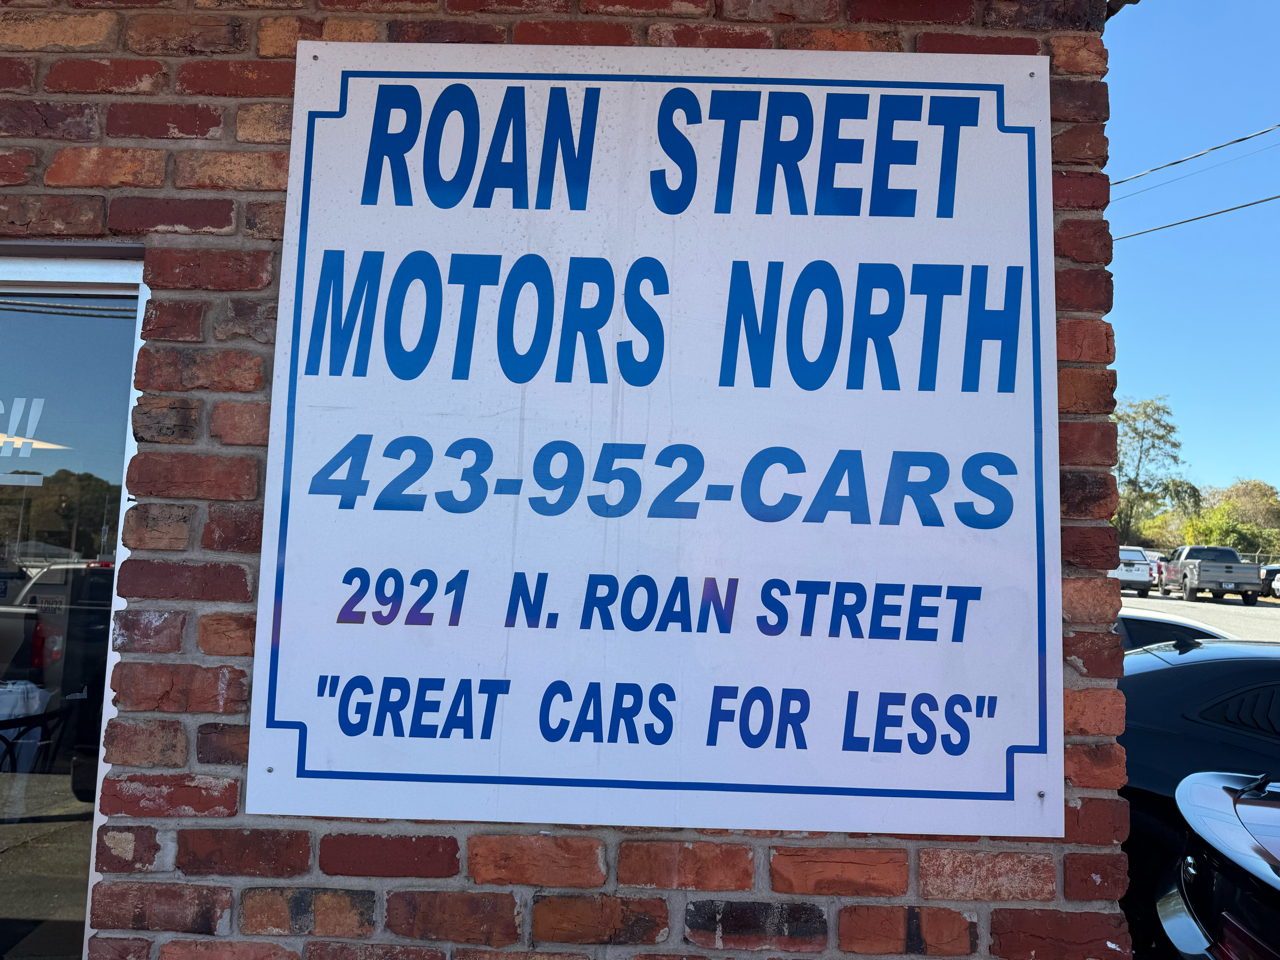 ROAN STREET
MOTORS NORTH
423-952-CARS
2921 N. ROAN STREET
"GREAT CARS FOR LESS"